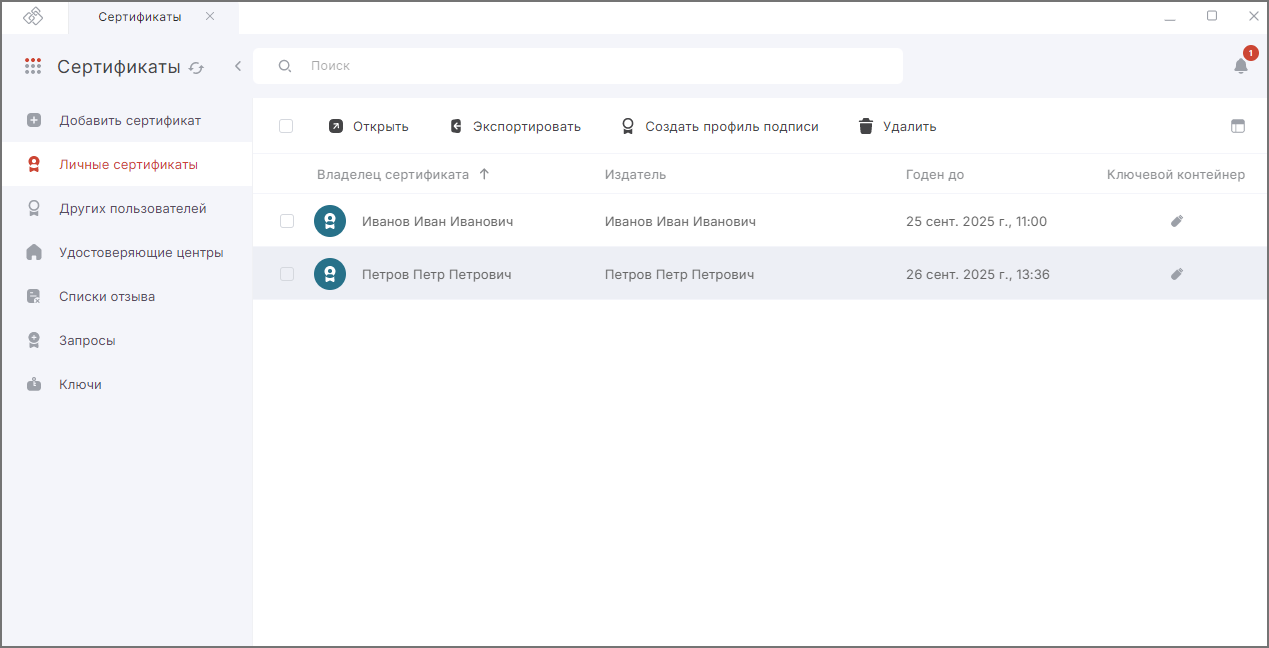 Сертификаты
Сертификаты
Поиск
1
Добавить сертификат
Личные сертификаты
Других пользователей
Удостоверяющие центры
Списки отзыва
Запросы
Ключи
Открыть Экспортировать Создать профиль подписи Удалить
Владелец сертификата Издатель Годен до Ключевой контейнер
Иванов Иван Иванович Иванов Иван Иванович 25 сент. 2025 г., 11:00
Петров Петр Петрович Петров Петр Петрович 26 сент. 2025 г., 13:36